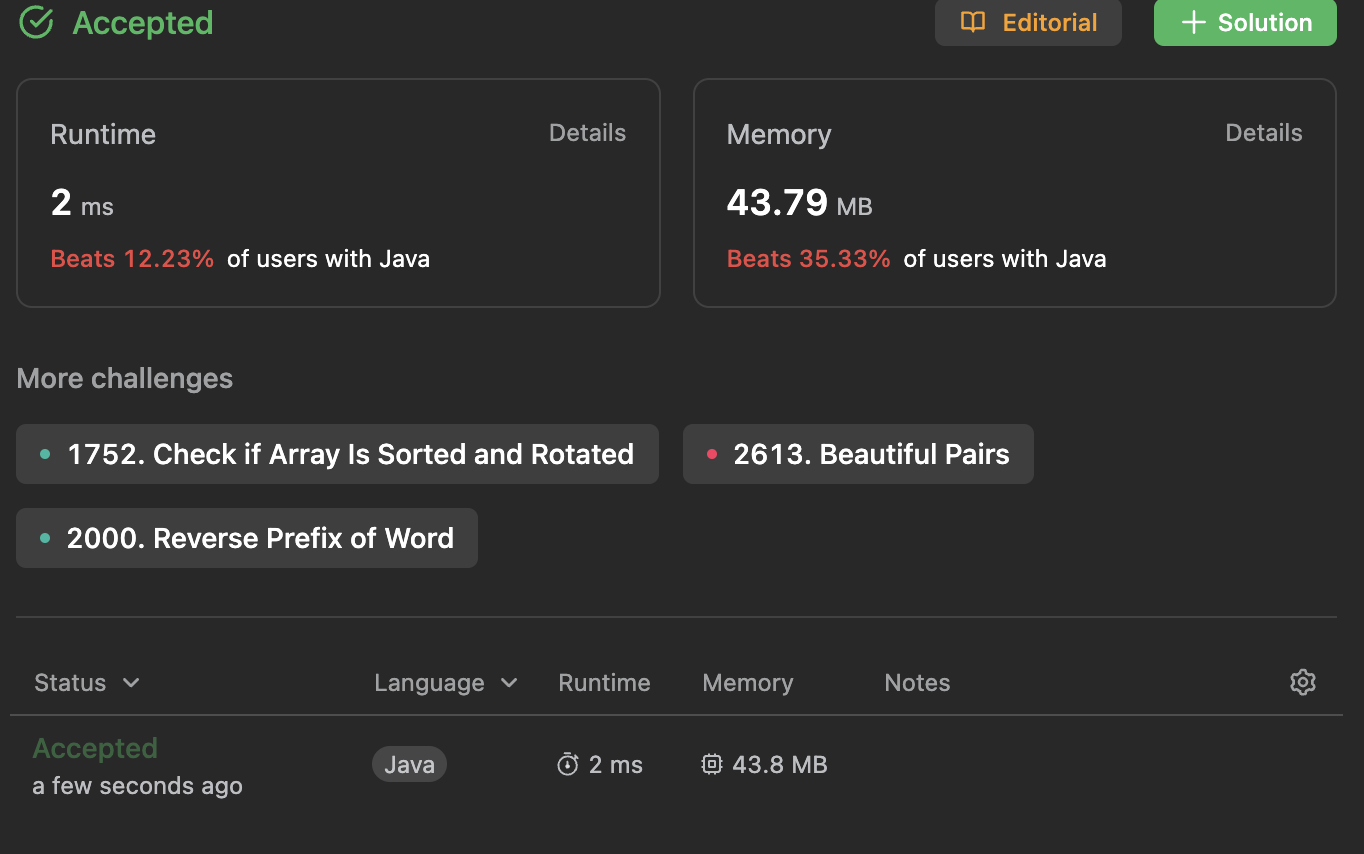 Accepted
Editorial
Solution
Runtime
Details
2 ms
Beats 12.23% of users with Java
Memory
Details
43.79 MB
Beats 35.33% of users with Java
More challenges
1752. Check if Array Is Sorted and Rotated
2613. Beautiful Pairs
2000. Reverse Prefix of Word
Status
Language
Runtime
Memory
Notes
Accepted
a few seconds ago
Java
2 ms
43.8 MB